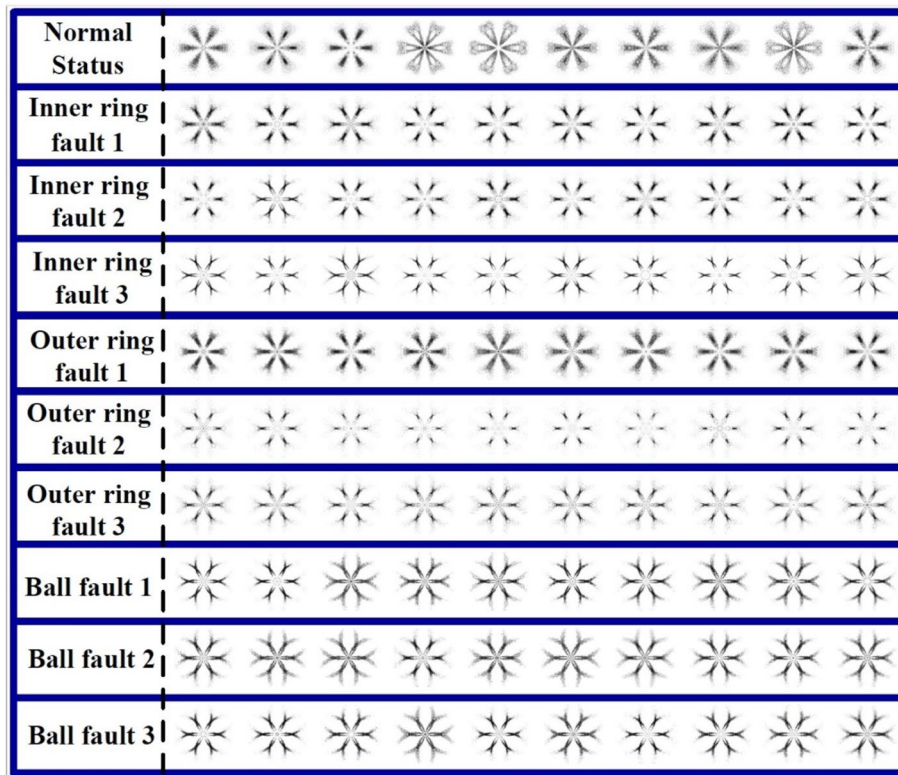 Normal
Status
Inner ring
fault 1
Inner ring
fault 2
Inner ring
fault 3
Outer ring
fault 1
Outer ring
fault 2
Outer ring
fault 3
Ball fault 1
Ball fault 2
Ball fault 3